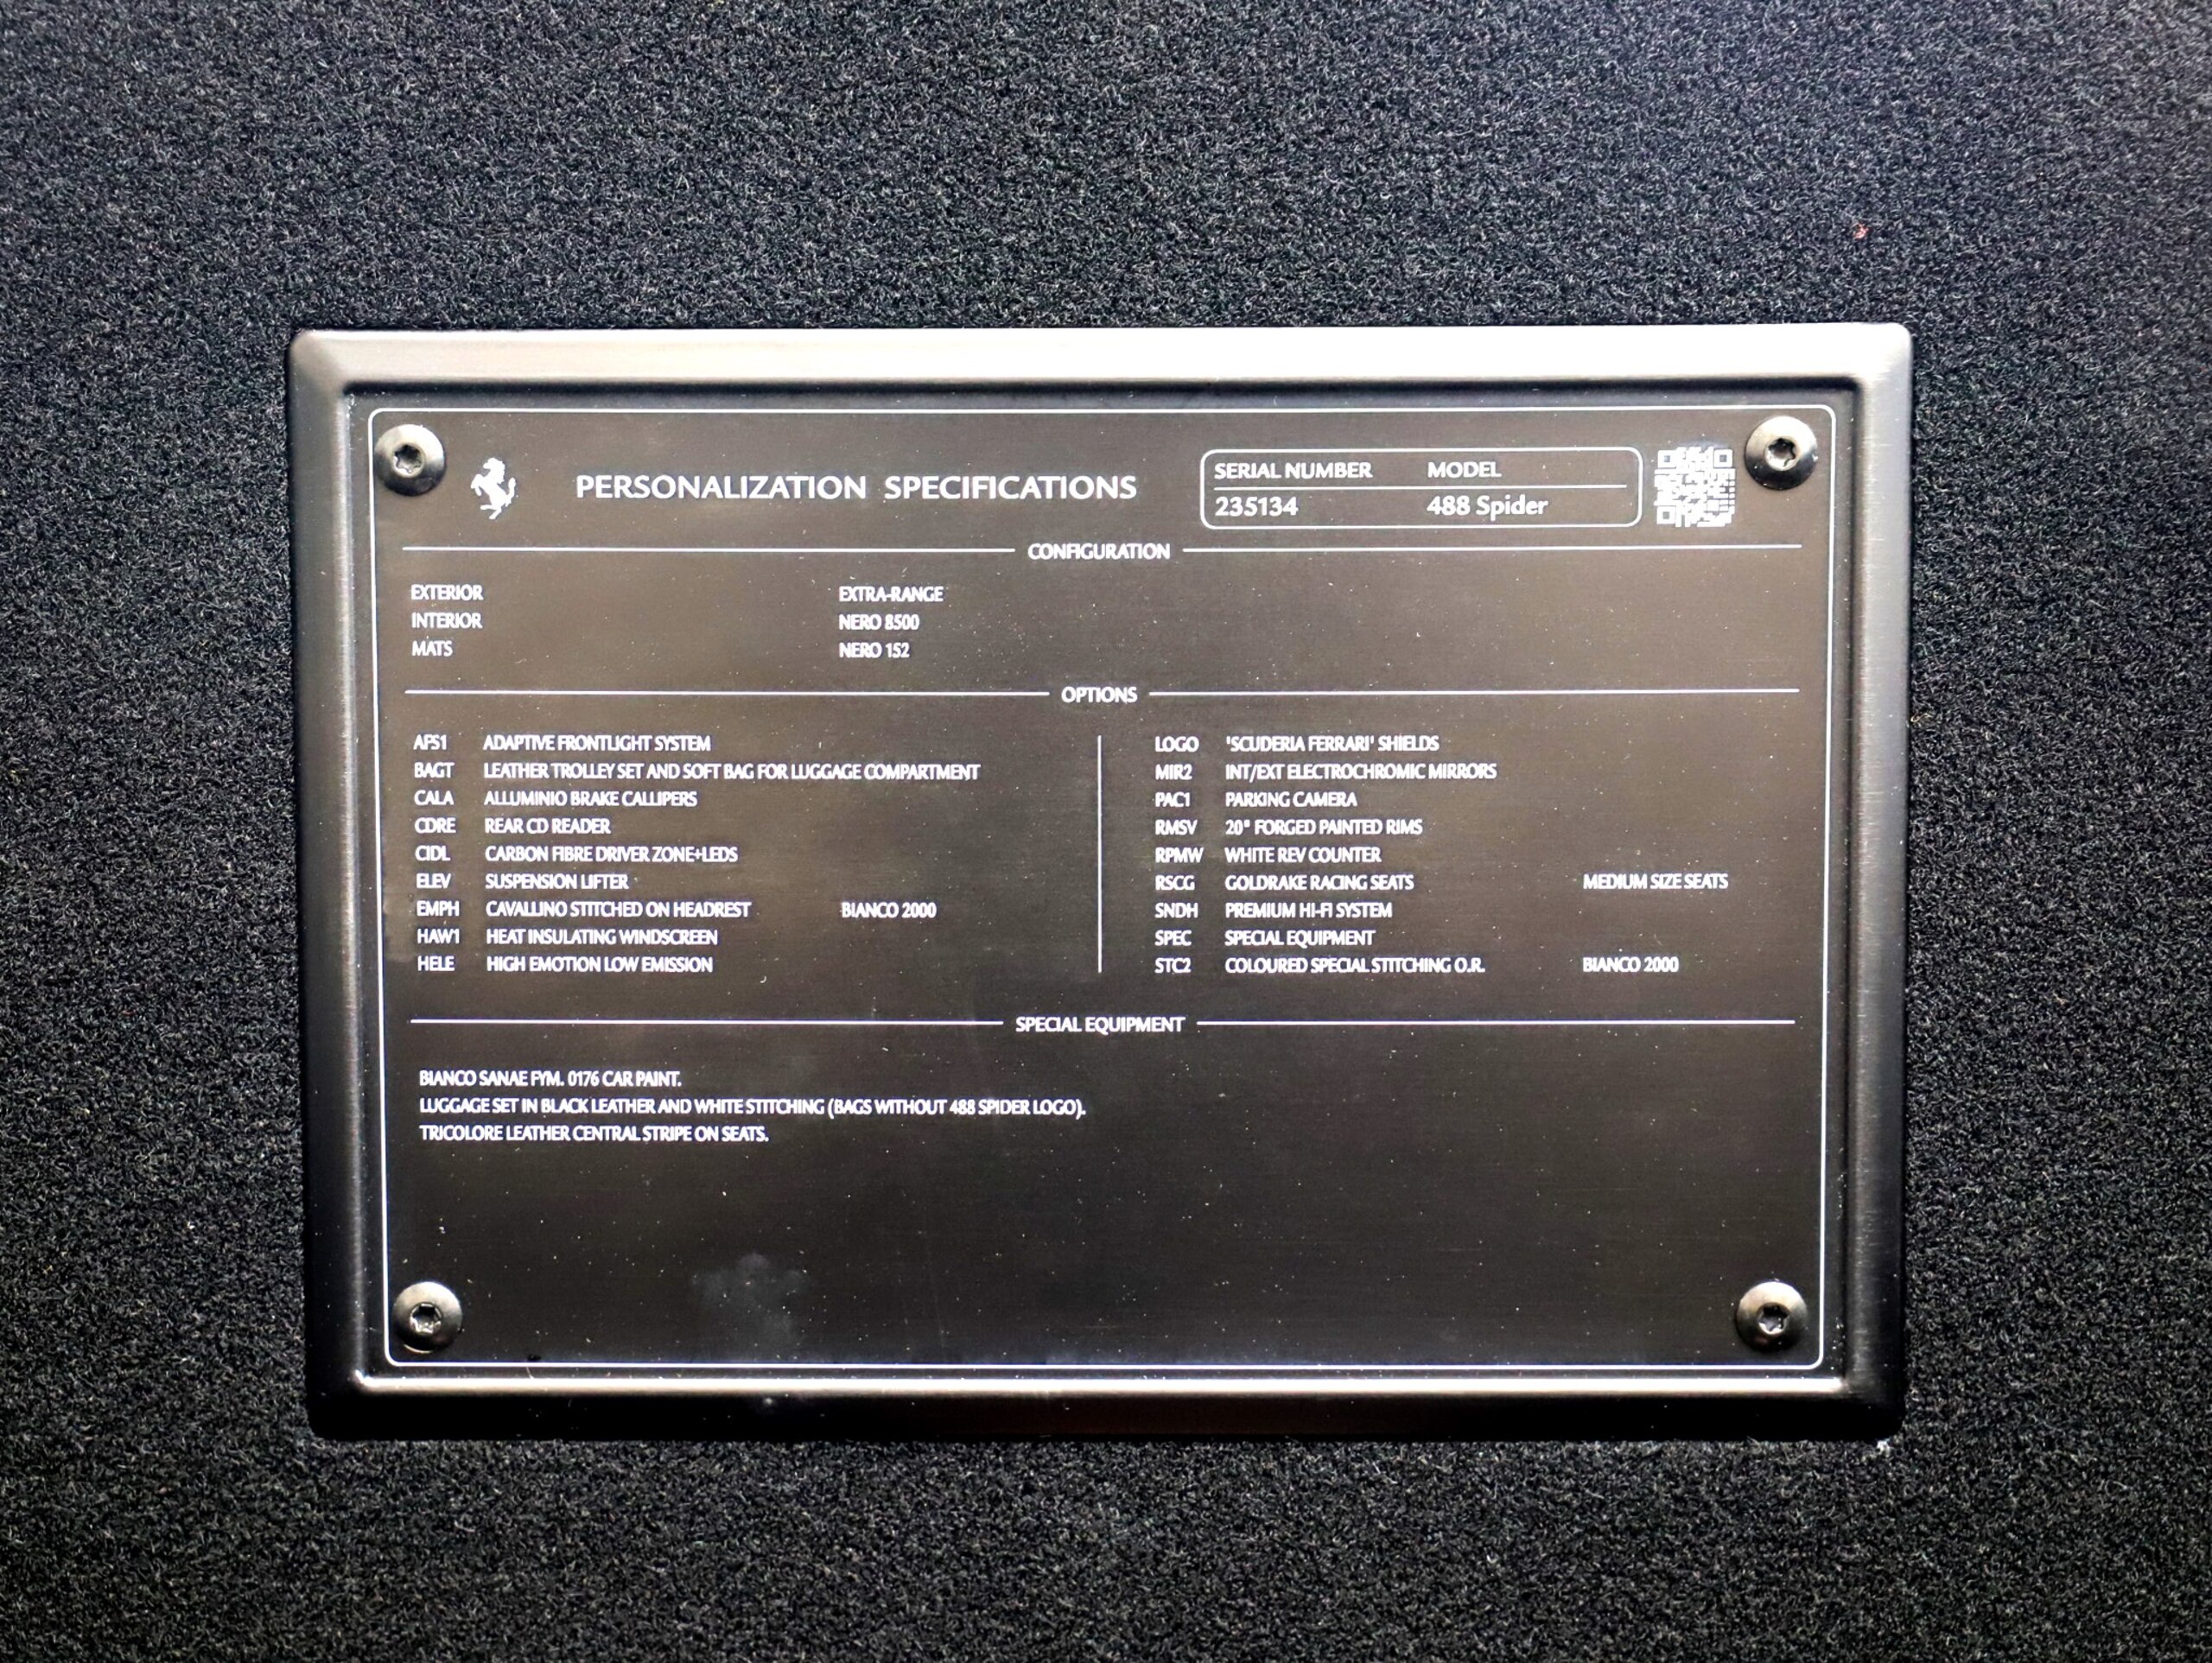 PERSONALIZATION SPECIFICATIONS
SERIAL NUMBER MODEL
235134 488 Spider
CONFIGURATION
EXTERIOR EXTRA-RANGE
INTERIOR NERO 8500
MATS NERO 152
OPTIONS
AFS1 ADAPTIVE FRONTLIGHT SYSTEM
BAGT LEATHER TROLLEY SET AND SOFT BAG FOR LUGGAGE COMPARTMENT
CALA ALLUMINIO BRAKE CALLIPERS
CDRE REAR CD READER
CIDL CARBON FIBRE DRIVER ZONE+LEDS
ELEV SUSPENSION LIFTER
EMPH CAVALLINO STITCHED ON HEADREST BIANCO 2000
HAW1 HEAT INSULATING WINDSCREEN
HELE HIGH EMOTION LOW EMISSION
LOGO 'SCUDERIA FERRARI' SHIELDS
MIR2 INT/EXT ELECTROCHROMIC MIRRORS
PAC1 PARKING CAMERA
RMSV 20" FORGED PAINTED RIMS
RPMW WHITE REV COUNTER
RSCG GOLDRAKE RACING SEATS MEDIUM SIZE SEATS
SNDH PREMIUM HI-FI SYSTEM
SPEC SPECIAL EQUIPMENT
STC2 COLOURED SPECIAL STITCHING O.R. BIANCO 2000
SPECIAL EQUIPMENT
BIANCO SANAE FYM. 0176 CAR PAINT.
LUGGAGE SET IN BLACK LEATHER AND WHITE STITCHING (BAGS WITHOUT 488 SPIDER LOGO).
TRICOLORE LEATHER CENTRAL STRIPE ON SEATS.